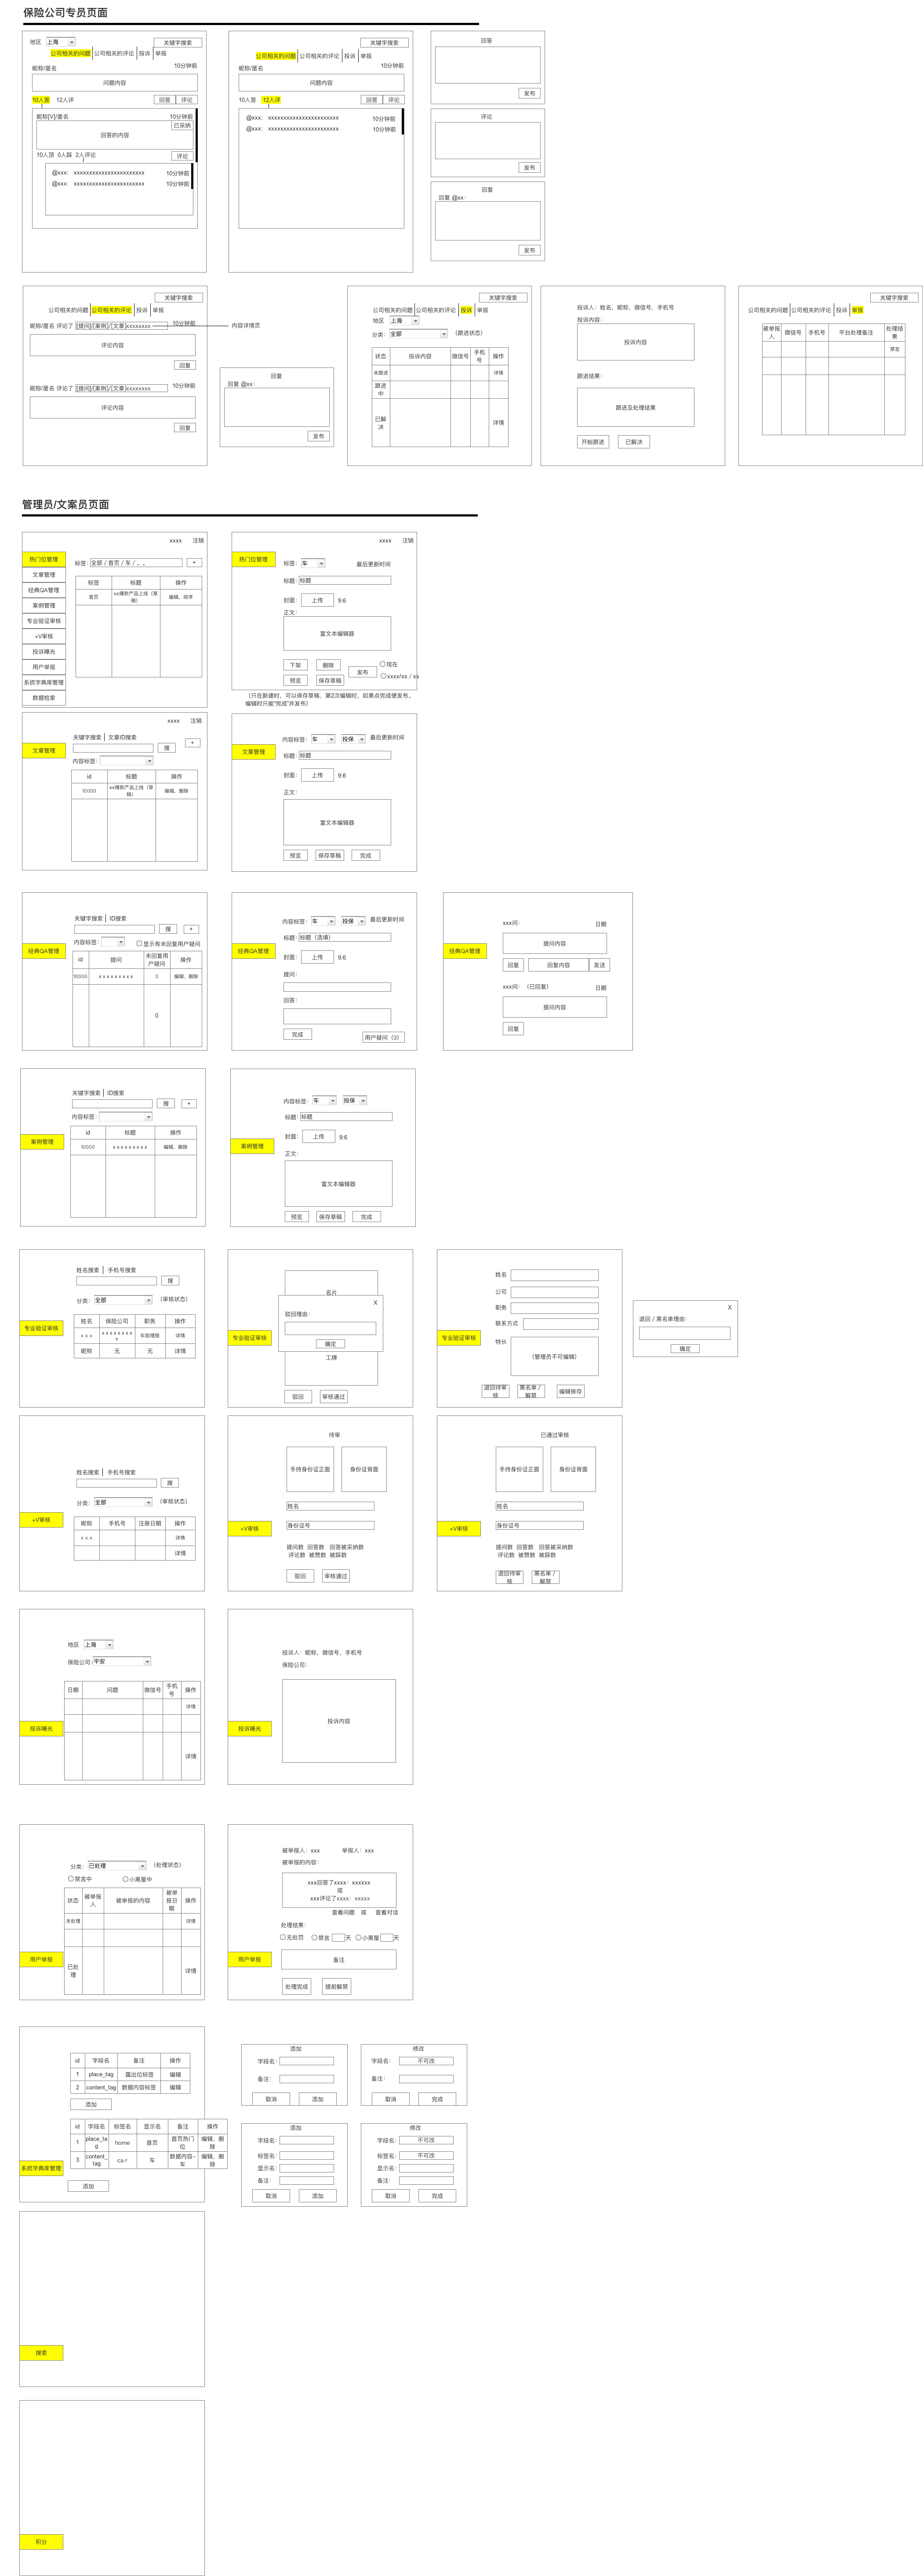 保险公司专员页面
地区 上海 关键字搜索
公司相关的问题 公司相关的评论 投诉 举报
昵称/匿名 10分钟前
问题内容
10人答 12人评 回答 评论
昵称[V]/匿名 10分钟前
已采纳
回答的内容
10人顶 0人踩 2人评论 评论
@xxx: xxxxxxxxxxxxxxxxxxxxxxx 10分钟前
@xxx: xxxxxxxxxxxxxxxxxxxxxxx 10分钟前
关键字搜索
公司相关的问题 公司相关的评论 投诉 举报
昵称/匿名 10分钟前
问题内容
10人答 12人评 回答 评论
@xxx: xxxxxxxxxxxxxxxxxxxxxxx 10分钟前
@xxx: xxxxxxxxxxxxxxxxxxxxxxx 10分钟前
回答
发布
评论
发布
回复
回复 @xx:
发布
关键字搜索
公司相关的问题 公司相关的评论 投诉 举报
昵称/匿名 评论了 [提问]/[案例]/[文章]xxxxxxxx 10分钟前
内容详情页
评论内容
回复
昵称/匿名 评论了 [提问]/[案例]/[文章]xxxxxxxx 10分钟前
评论内容
回复
回复
回复 @xx:
发布
关键字搜索
公司相关的问题 公司相关的评论 投诉 举报
地区 上海
分类: 全部 (跟进状态)
状态 投诉内容 微信号 手机号 操作
未跟进 详情
跟进中
已解决 详情
投诉人: 姓名, 昵称, 微信号, 手机号
投诉内容:
投诉内容
跟进结果:
跟进及处理结果
开始跟进 已解决
关键字搜索
公司相关的问题 公司相关的评论 投诉 举报
被举报人 微信号 手机号 平台处理备注 处理结果
禁言
管理员/文案员页面
xxxx 注销
热门位管理
文章管理
经典QA管理
案例管理
专业验证审核
+V审核
投诉曝光
用户举报
系统字典库管理
数据检索
标签: 全部 / 首页 / 车 / 。。 +
标签 标题 操作
首页 xx爆款产品上线 (草稿) 编辑、排序
xxxx 注销
热门位管理
标签: 车 最后更新时间
标题: 标题
封面: 上传 9:6
正文:
富文本编辑器
下架 删除 发布 现在
预览 保存草稿 xxxx/ss / ss
(只在新建时, 可以保存草稿, 第2次编辑时, 如果点完成便发布。
编辑时只能“完成”并发布)
xxxx 注销
文章管理
关键字搜索 文章ID搜索
搜 +
内容标签:
id 标题 操作
10000 xx爆款产品上线 (草稿) 编辑、删除
文章管理
内容标签: 车 投保 最后更新时间
标题: 标题
封面: 上传 9:6
正文:
富文本编辑器
预览 保存草稿 完成
经典QA管理
关键字搜索 ID搜索
搜 +
内容标签: 显示有未回复用户疑问
id 提问 未回复用户疑问 操作
10000 x x x x x x x x x 3 编辑、删除
0
经典QA管理
内容标签: 车 投保 最后更新时间
标题: 标题 (选填)
封面: 上传 9:6
提问:
回答:
完成 用户疑问 (3)
经典QA管理
xxx问: 日期
提问内容
回复 回复内容 发送
xxx问: (已回复) 日期
提问内容
回复
案例管理
关键字搜索 ID搜索
搜 +
内容标签:
id 标题 操作
10000 x x x x x x x x x 编辑、删除
案例管理
内容标签: 车 投保
标题: 标题
封面: 上传 9:6
正文:
富文本编辑器
预览 保存草稿 完成
专业验证审核
姓名搜索 手机号搜索
搜
分类: 全部 (审核状态)
姓名 保险公司 职务 操作
x x x x x x x x x x x x 车险理赔 详情
昵称 无 无 详情
专业验证审核
名片
X
驳回理由:
确定
工牌
驳回 审核通过
专业验证审核
姓名
公司
职务
联系方式
特长 (管理员不可编辑)
退回待审核 黑名单 / 解禁 编辑保存
X
退回 / 黑名单理由:
确定
+V审核
姓名搜索 手机号搜索
搜
分类: 全部 (审核状态)
昵称 手机号 注册日期 操作
x x x 详情
详情
+V审核
待审
手持身份证正面 身份证背面
姓名
身份证号
提问数 回答数 回答被采纳数
评论数 被赞数 被踩数
驳回 审核通过
+V审核
已通过审核
手持身份证正面 身份证背面
姓名
身份证号
提问数 回答数 回答被采纳数
评论数 被赞数 被踩数
退回待审核 黑名单 / 解禁
投诉曝光
地区 上海
保险公司: 平安
日期 问题 微信号 手机号 操作
详情
详情
投诉曝光
投诉人: 昵称, 微信号, 手机号
保险公司:
投诉内容
用户举报
分类: 已处理 (处理状态)
禁言中 小黑屋中
状态 被举报人 被举报的内容 被举报日期 操作
未处理 详情
已处理 详情
用户举报
被举报人: xxx 举报人: xxx
被举报的内容:
xxx回答了xxxx: xxxxxx
或
xxx评论了xxxx: xxxxx
查看问题 或 查看对话
处理结果:
无处罚 禁言 天 小黑屋 天
备注
处理完成 提前解禁
系统字典库管理
id 字段名 备注 操作
1 place_tag 露出位标签 编辑
2 content_tag 数据内容标签 编辑
添加
id 字段名 标签名 显示名 备注 操作
1 place_tag home 首页 首页热门位 编辑、删除
3 content_tag ca r 车 数据内容-车 编辑、删除
添加
添加
字段名:
备注:
取消 添加
修改
字段名: 不可改
备注:
取消 完成
添加
字段名:
标签名:
显示名:
备注:
取消 添加
修改
字段名: 不可改
标签名: 不可改
显示名:
备注:
取消 完成
搜索
积分